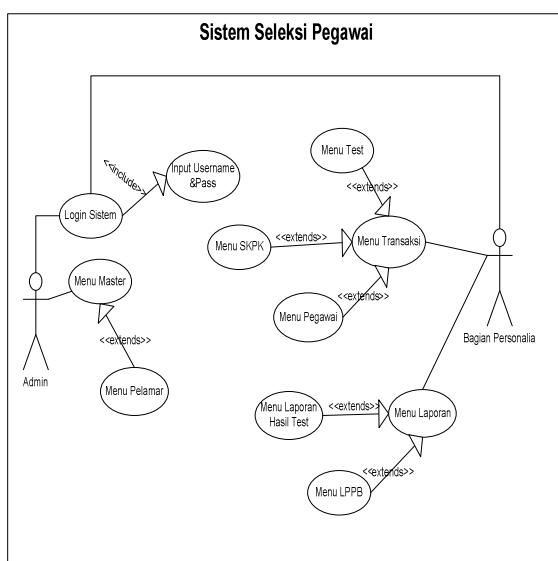 Sistem Seleksi Pegawai
Menu Test
<<include>>
Input Username
&Pass
<<extends>>
Login Sistem
Menu SKPK
<<extends>>
Menu Transaksi
Menu Master
<<extends>>
Menu Pegawai
Bagian Personalia
<<extends>>
Admin
Menu Pelamar
Menu Laporan
Hasil Test
<<extends>>
Menu Laporan
<<extends>>
Menu LPPB